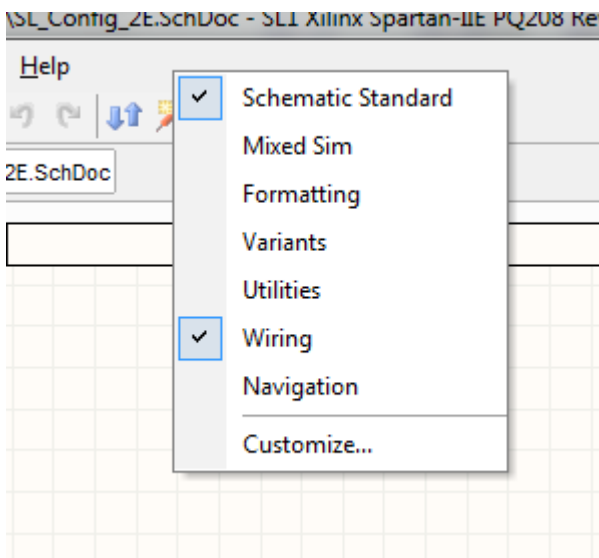 \SL_Config_2E.SchDoc - SL1 Xilinx Spartan-IIE PQ208 Re
Help
2E.SchDoc
Schematic Standard
Mixed Sim
Formatting
Variants
Utilities
Wiring
Navigation
Customize...